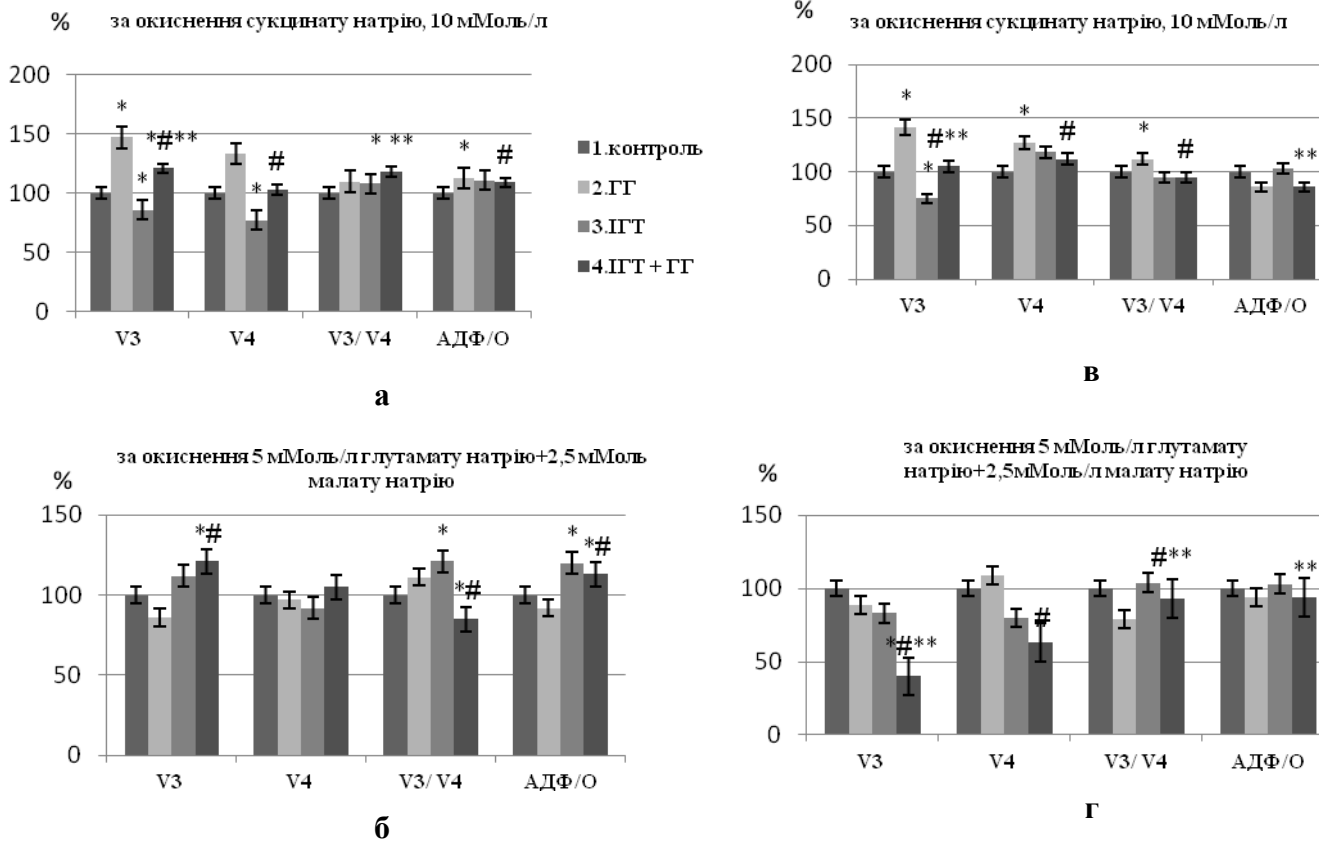 %
за окиснення сукцинату натрію, 10 мМоль/л
200
150
100
50
0
*
*
*#**
*
#
* **
*
#
V3
V4
V3/ V4
АДФ/О
1.контроль
2.ГГ
3.ІГТ
4.ІГТ + ГГ
а
%
за окиснення сукцинату натрію, 10 мМоль/л
200
150
100
50
0
*
*
#**
*
#
*
#
**
V3
V4
V3/ V4
АДФ/О
в
за окиснення 5 мМоль/л глутамату натрію+2,5 мМоль
малату натрію
%
150
100
50
0
*#
*
*#
*
*#
V3
V4
V3/ V4
АДФ/О
б
за окиснення 5 мМоль/л глутамату
натрію+2,5мМоль/л малату натрію
%
150
100
50
0
*#**
#
#**
**
V3
V4
V3/ V4
АДФ/О
г